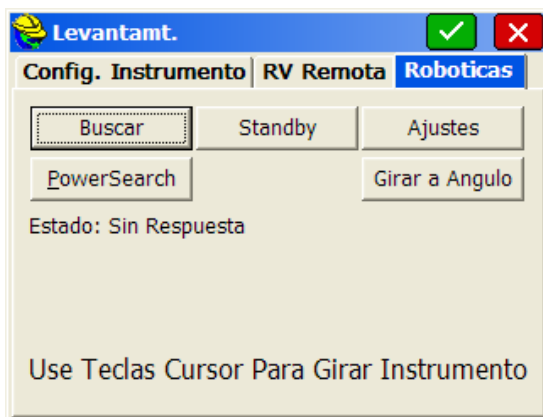 Levantamt.
Config. Instrumento RV Remota Roboticas
Buscar Standby Ajustes
PowerSearch Girar a Angulo
Estado: Sin Respuesta
Use Teclas Cursor Para Girar Instrumento